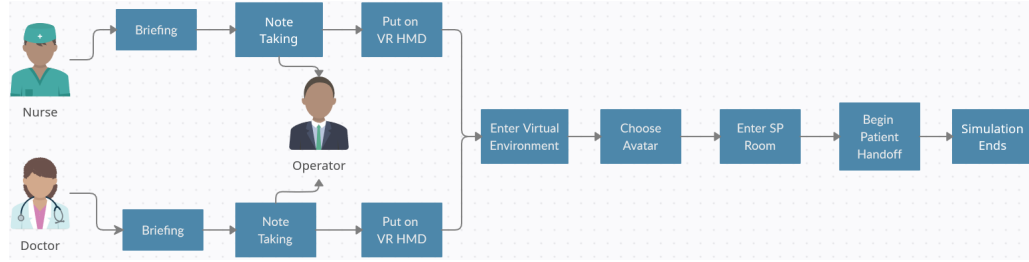 Briefing
Note
Taking
Put on
VR HMD
Nurse
Operator
Enter Virtual
Environment
Choose
Avatar
Enter SP
Room
Begin
Patient
Handoff
Simulation
Ends
Doctor
Briefing
Note
Taking
Put on
VR HMD